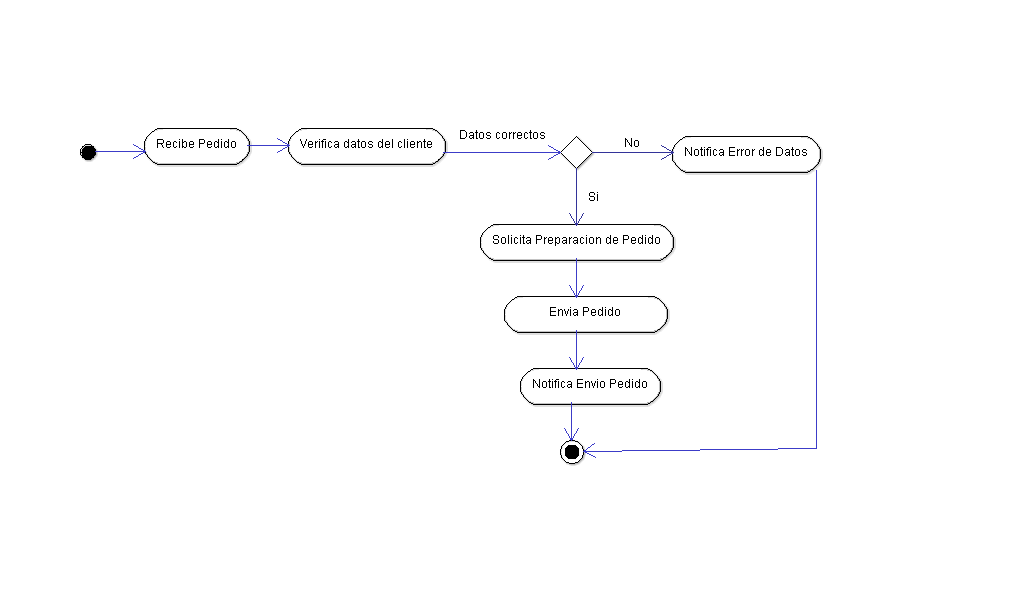 Recibe Pedido
Verifica datos del cliente
Datos correctos
No
Notifica Error de Datos
Si
Solicita Preparacion de Pedido
Envia Pedido
Notifica Envio Pedido